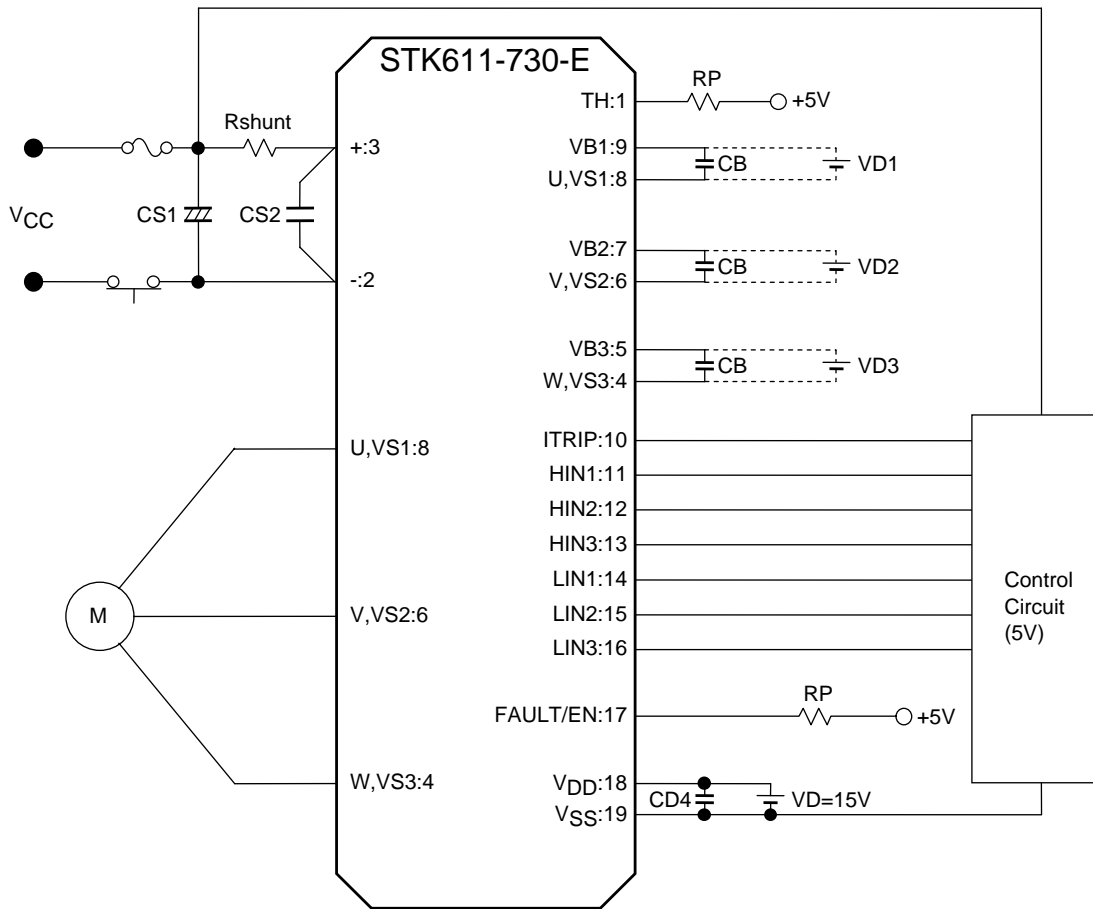 STK611-730-E
RP
TH:1
+5V
Rshunt
+:3
VB1:9
CB
VD1
U,VS1:8
VCC
CS1
CS2
VB2:7
CB
VD2
V,VS2:6
-:2
VB3:5
CB
VD3
W,VS3:4
ITRIP:10
U,VS1:8
HIN1:11
HIN2:12
HIN3:13
LIN1:14
Control
Circuit
(5V)
M
V,VS2:6
LIN2:15
LIN3:16
RP
FAULT/EN:17
+5V
W,VS3:4
VDD:18
CD4
VD=15V
VSS:19